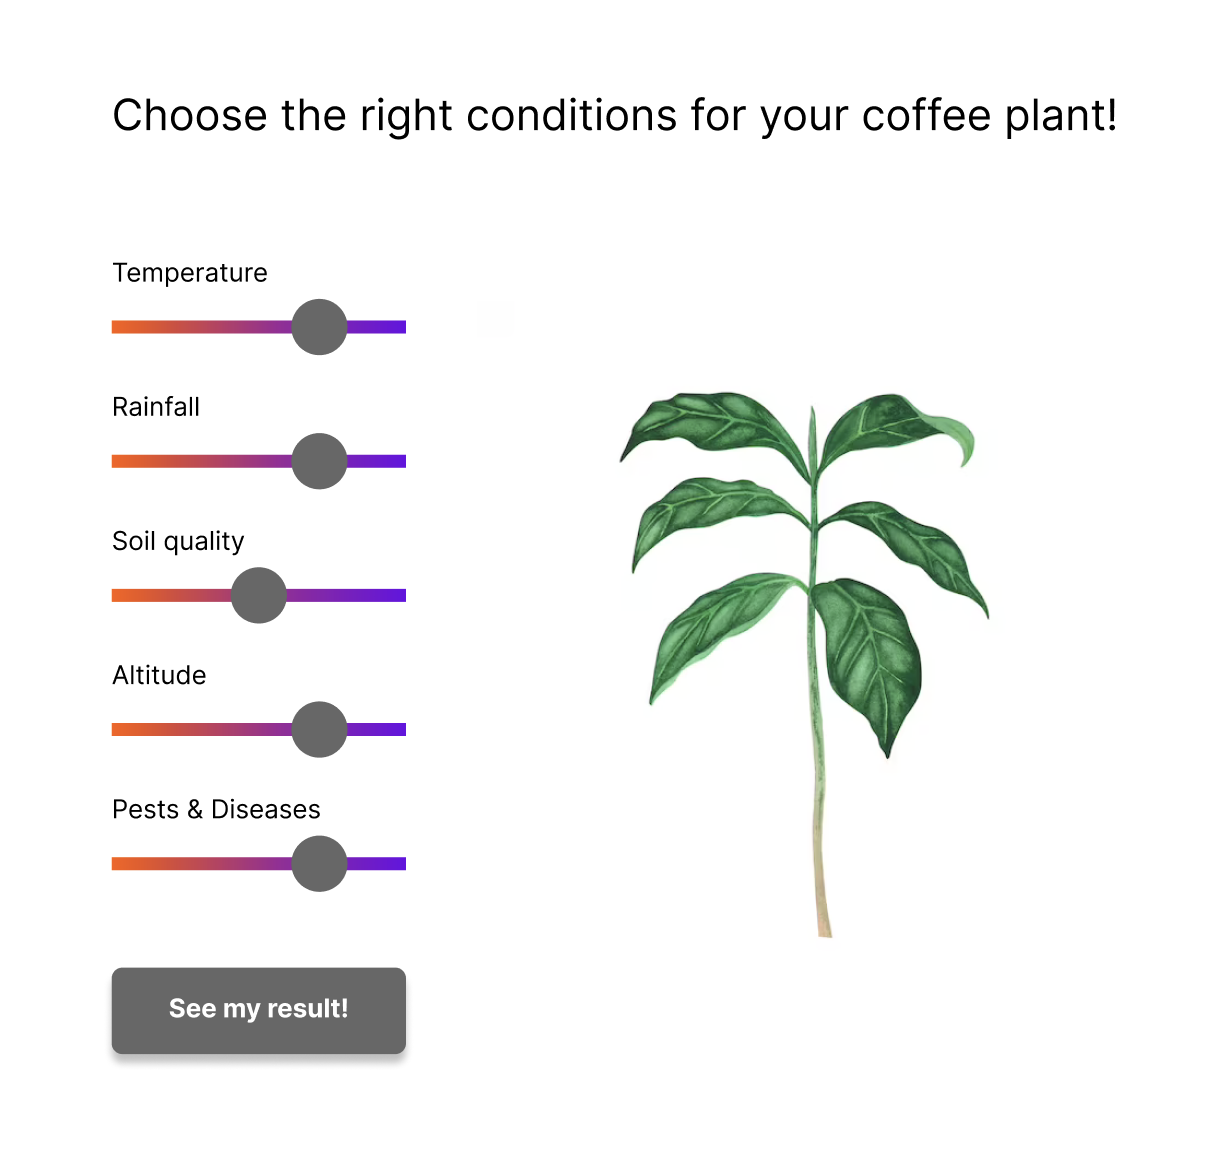 Choose the right conditions for your coffee plant!
Temperature
Rainfall
Soil quality
Altitude
Pests & Diseases
See my result!